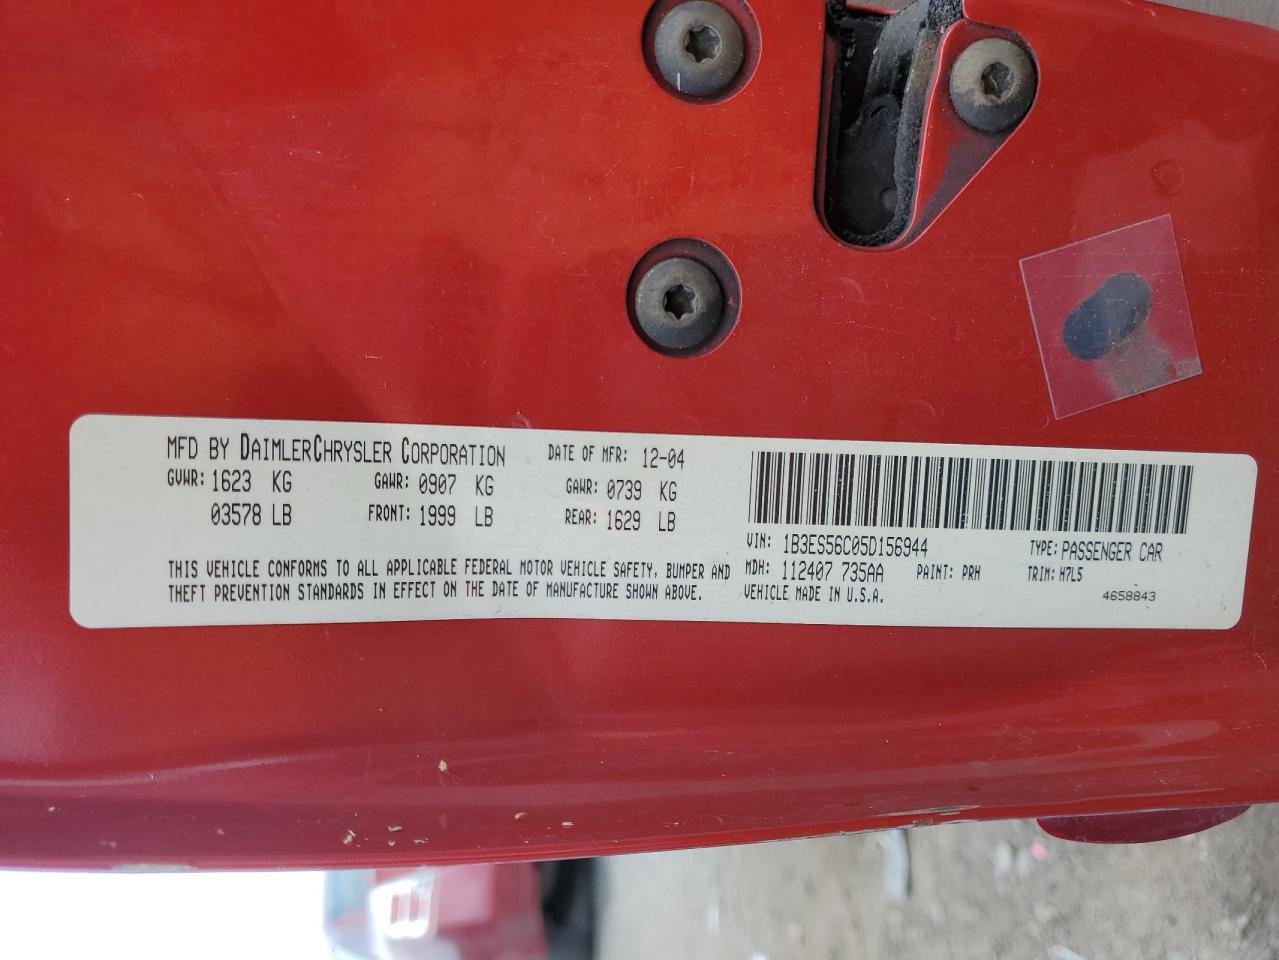 MFD BY DAIMLERCHRYSLER CORPORATION DATE OF MFR: 12-04
GVWR: 1623 KG GAWR: 0907 KG GAWR: 0739 KG
03578 LB FRONT: 1999 LB REAR: 1629 LB
VIN: 1B3ES56C05D156944 TYPE: PASSENGER CAR
THIS VEHICLE CONFORMS TO ALL APPLICABLE FEDERAL MOTOR VEHICLE SAFETY, BUMPER AND MDH: 112407 735AA PAINT: PRH TRIM: H7L5
THEFT PREVENTION STANDARDS IN EFFECT ON THE DATE OF MANUFACTURE SHOWN ABOVE. VEHICLE MADE IN U.S.A. 4658843